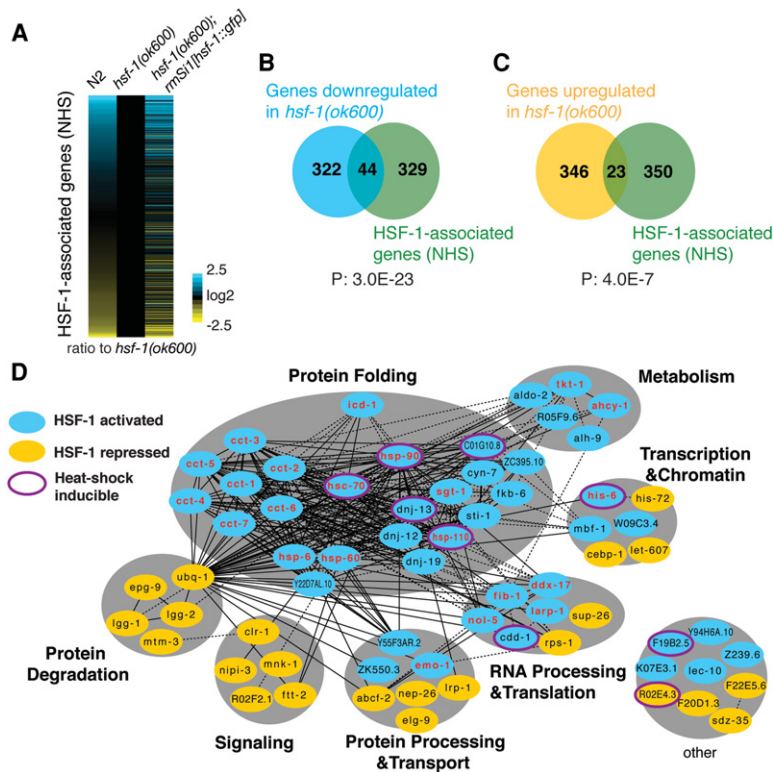 A
N2
hsf-1(ok600)
hsf-1(ok600);
rmSi1[hsf-1::gfp]
HSF-1-associated genes (NHS)
2.5
log2
-2.5
ratio to hsf-1(ok600)
B
Genes downregulated
in hsf-1(ok600)
322
44
329
HSF-1-associated
genes (NHS)
P: 3.0E-23
C
Genes upregulated
in hsf-1(ok600)
346
23
350
HSF-1-associated
genes (NHS)
P: 4.0E-7
D
HSF-1 activated
HSF-1 repressed
Heat-shock
inducible
Protein Folding
icd-1
cct-3
cct-5
cct-2
cct-1
cct-4
cct-6
cct-7
hsp-90
hsc-70
C01G10.8
cyn-7
ZC395.10
sgt-1
fkb-6
dnj-13
sti-1
hsp-110
dnj-12
dnj-19
hsp-6
hsp-60
Y22D7AL.10
Metabolism
tkt-1
aldo-2
ahcy-1
R05F9.6
alh-9
Transcription
&Chromatin
his-6
his-72
mbf-1
W09C3.4
cebp-1
let-607
Protein
Degradation
ubq-1
epg-9
lgg-2
lgg-1
mtm-3
Signaling
clr-1
nipi-3
mnk-1
R02F2.1
ftt-2
Protein Processing
&Transport
Y55F3AR.2
ZK550.3
emo-1
abcf-2
nep-26
lrp-1
elg-9
RNA Processing
&Translation
ddx-17
fib-1
larp-1
nol-5
sup-26
cdd-1
rps-1
other
F19B2.5
Y94H6A.10
Z239.6
K07E3.1
lec-10
R02E4.3
F22E5.6
F20D1.3
sdz-35